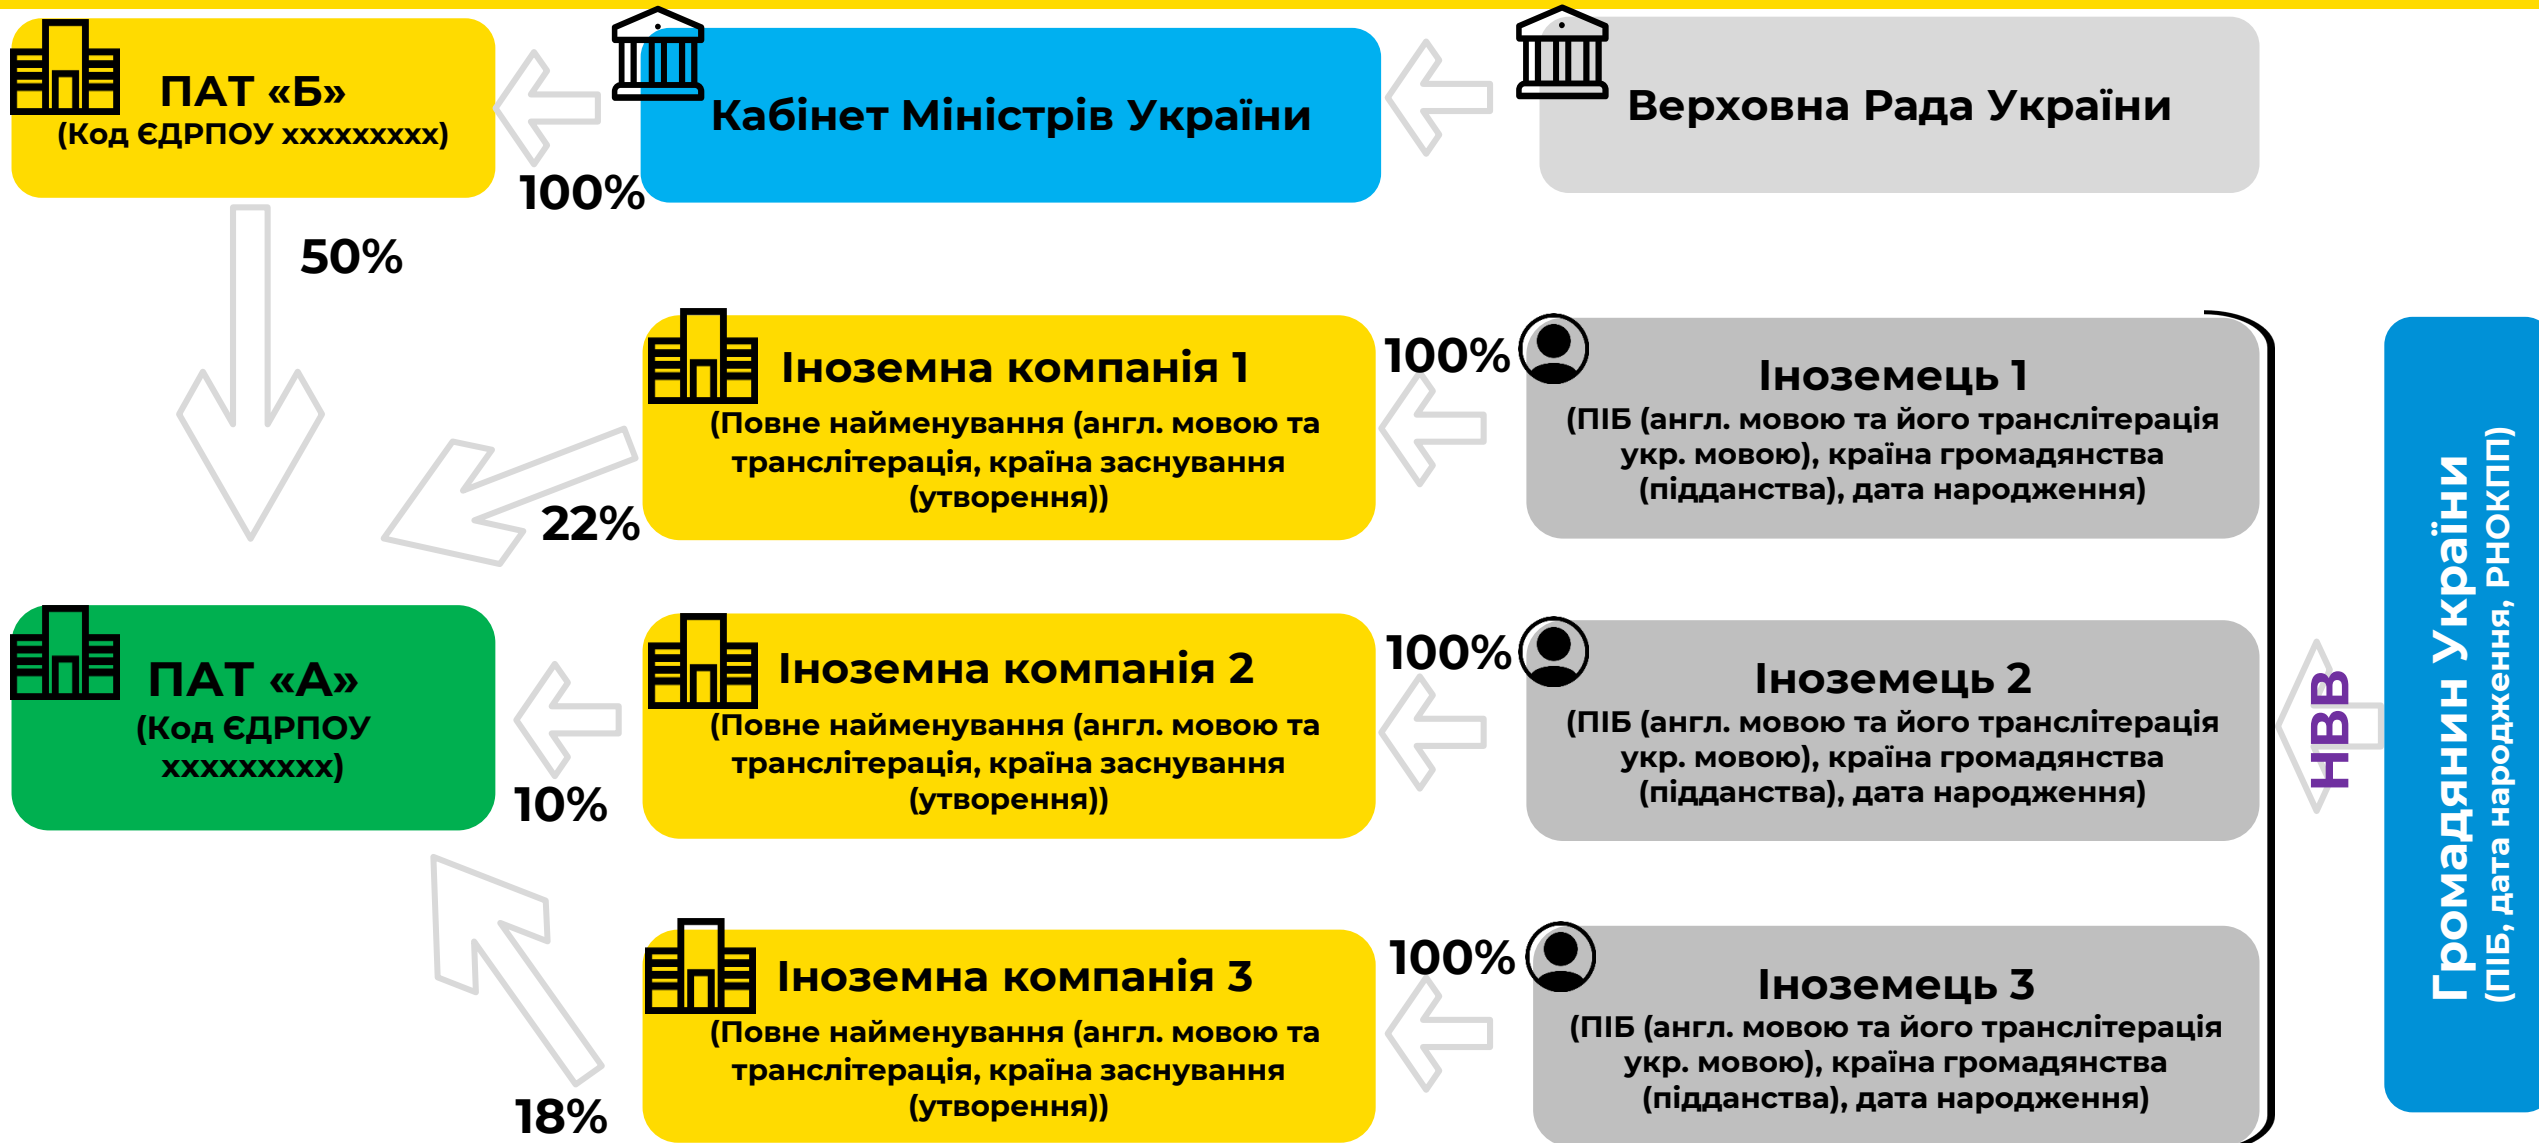 ПАТ «Б»
(Код ЄДРПОУ xxxxxxxxx)
100%
Кабінет Міністрів України
Верховна Рада України
50%
Іноземна компанія 1
(Повне найменування (англ. мовою та
транслітерація, країна заснування
(утворення))
22%
100%
Іноземець 1
(ПІБ (англ. мовою та його транслітерація
укр. мовою), країна громадянства
(підданства), дата народження)
ПАТ «А»
(Код ЄДРПОУ
xxxxxxxxx)
10%
Іноземна компанія 2
(Повне найменування (англ. мовою та
транслітерація, країна заснування
(утворення))
100%
Іноземець 2
(ПІБ (англ. мовою та його транслітерація
укр. мовою), країна громадянства
(підданства), дата народження)
18%
Іноземна компанія 3
(Повне найменування (англ. мовою та
транслітерація, країна заснування
(утворення))
100%
Іноземець 3
(ПІБ (англ. мовою та його транслітерація
укр. мовою), країна громадянства
(підданства), дата народження)
НВВ
Громадянин України
(ПІБ, дата народження, РНОКПП)